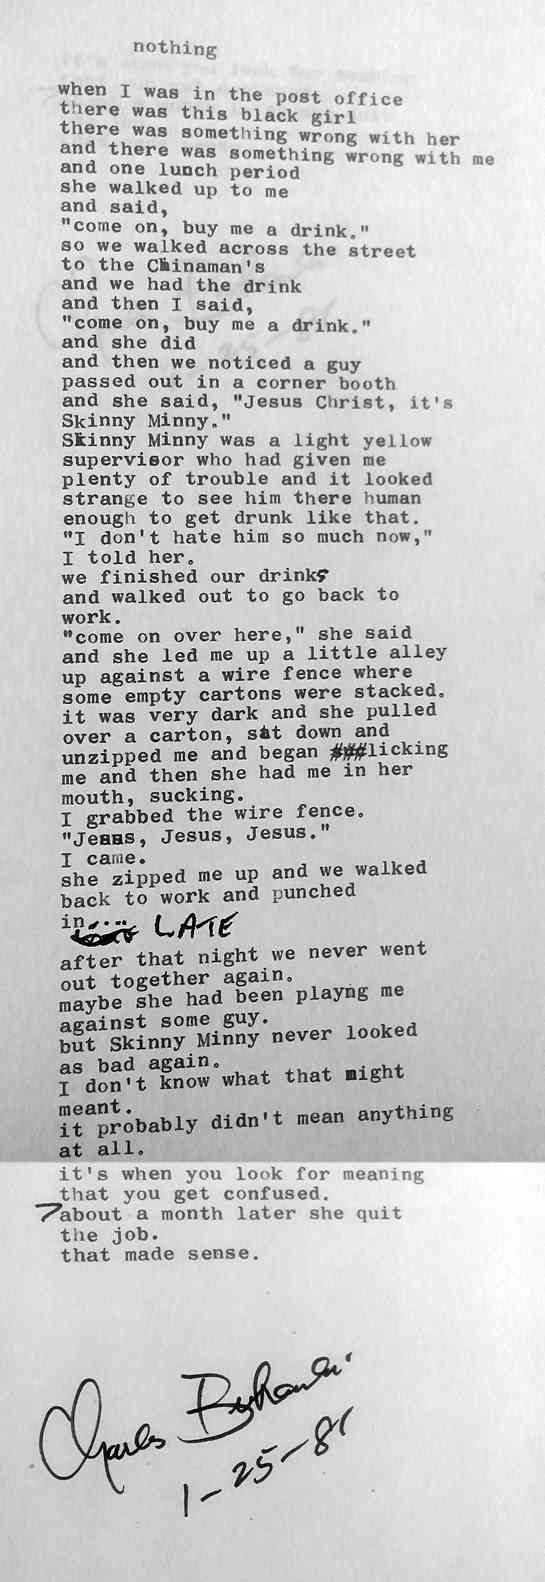 nothing
when I was in the post office
there was this black girl
there was something wrong with her
and there was something wrong with me
and one lunch period
she walked up to me
and said,
"come on, buy me a drink."
so we walked across the street
to the Chinaman's
and we had the drink
and then I said,
"come on, buy me a drink."
and she did
and then we noticed a guy
passed out in a corner booth
and she said, "Jesus Christ, it's
Skinny Minny."
Skinny Minny was a light yellow
supervisor who had given me
plenty of trouble and it looked
strange to see him there human
enough to get drunk like that.
"I don't hate him so much now,"
I told her.
we finished our drinks
and walked out to go back to
work.
"come on over here," she said
and she led me up a little alley
up against a wire fence where
some empty cartons were stacked.
it was very dark and she pulled
over a carton, sat down and
unzipped me and began licking
me and then she had me in her
mouth, sucking.
I grabbed the wire fence.
"Jesus, Jesus, Jesus."
I came.
she zipped me up and we walked
back to work and punched
in.... LATE
after that night we never went
out together again.
maybe she had been playng me
against some guy.
but Skinny Minny never looked
as bad again.
I don't know what that might
meant.
it probably didn't mean anything
at all.
it's when you look for meaning
that you get confused.
about a month later she quit
the job.
that made sense.
Charles Bukowski
1-25-81